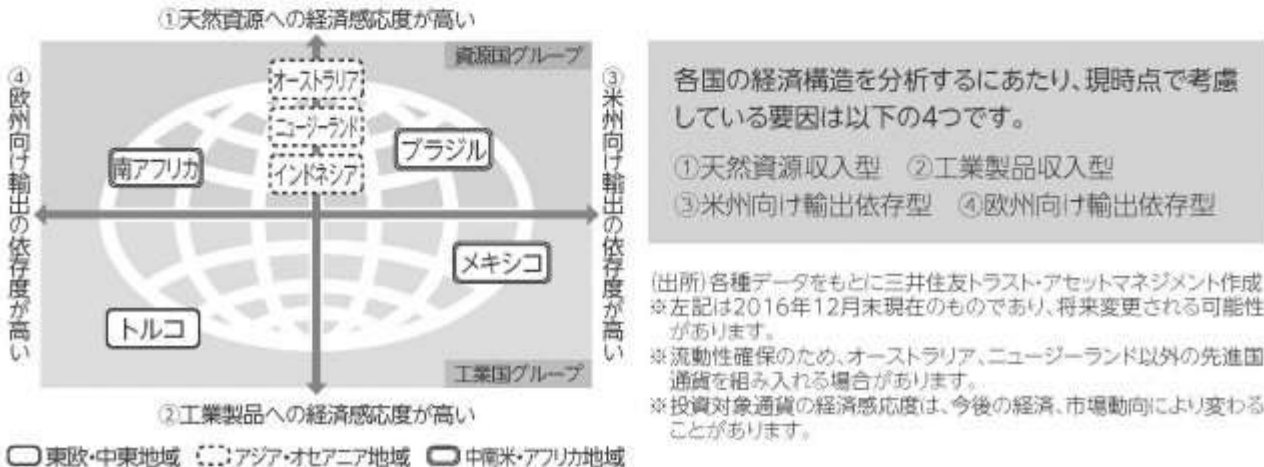 ①天然資源への経済感応度が高い
資源国グループ
オーストラリア
ニュージーランド
インドネシア
ブラジル
南アフリカ
④欧州向け輸出の依存度が高い
③米州向け輸出の依存度が高い
メキシコ
トルコ
工業国グループ
②工業製品への経済感応度が高い
東欧・中東地域 アジア・オセアニア地域 中南米・アフリカ地域
各国の経済構造を分析するにあたり、現時点で考慮
している要因は以下の4つです。
①天然資源収入型 ②工業製品収入型
③米州向け輸出依存型 ④欧州向け輸出依存型
(出所)各種データをもとに三井住友トラスト・アセットマネジメント作成
※左記は2016年12月末現在のものであり、将来変更される可能性
があります。
※流動性確保のため、オーストラリア、ニュージーランド以外の先進国
通貨を組み入れる場合があります。
※投資対象通貨の経済感応度は、今後の経済、市場動向により変わる
ことがあります。